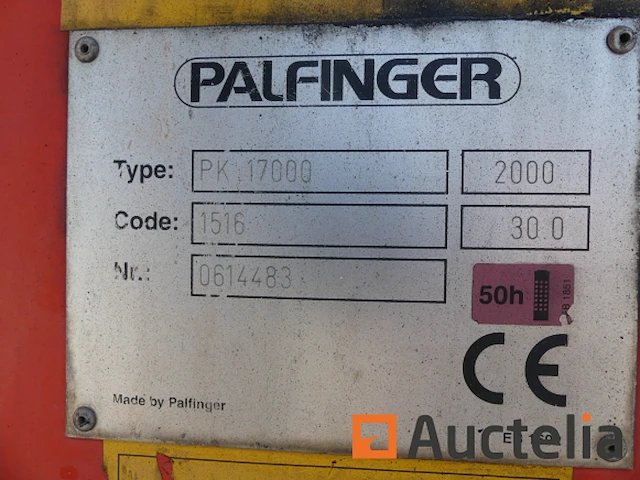 PALFINGER
Type: PK 17000 2000
Code: 1516 30.0
Nr.: 0614483
50h
CE
Made by Palfinger
Auctelia